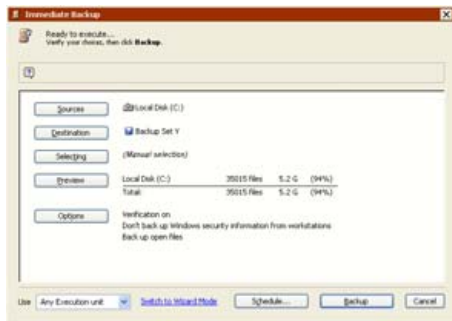 Immediate Backup
Ready to execute...
Verify your choices, then click Backup.
Sources
Local Disk (C:)
Destination
Backup Set Y
Selecting
(Manual selection)
Preview
Local Disk (C:) 35015 files 5.2 G (94%)
Total: 35015 files 5.2 G (94%)
Options
Verification on
Don't back up Windows security information from workstations
Back up open files
Use Any Execution unit Switch to Wizard Mode Schedule... Backup Cancel